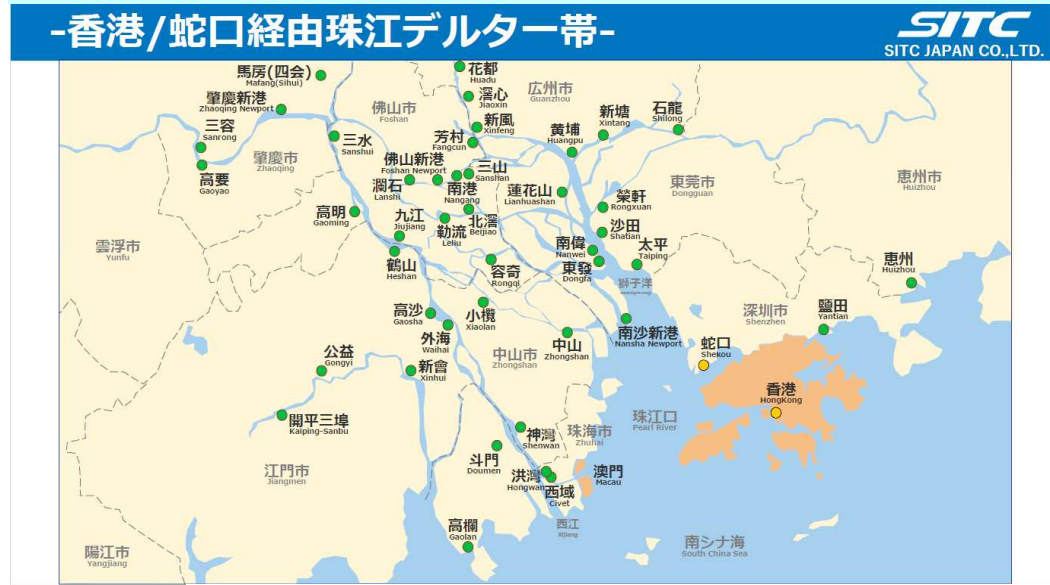 -香港/蛇口経由珠江デルタ一帯-
SITC
SITC JAPAN CO.,LTD.
馬房(四会)
Mafang(Sihui)
花都
Huadu
滘心
Jiaoxin
広州市
Guangzhou
肇慶新港
Zhaoqing Newport
佛山市
Foshan
新風
Xinfeng
新塘
Xintang
石龍
Shilong
三容
Sanrong
三水
Sanshui
芳村
Fangcun
黄埔
Huangpu
肇慶市
Zhaoqing
佛山新港
Foshan Newport
三山
Sanshan
高要
Gaoyao
瀾石
Lanshi
南港
Nangang
蓮花山
Lianhuashan
東莞市
Dongguan
惠州市
Huizhou
榮軒
Rongxuan
高明
Gaoming
九江
Jiujiang
勒流
Leliu
北滘
Beijiao
沙田
Shatian
雲浮市
Yunfu
鶴山
Heshan
南偉
Nanwei
太平
Taiping
容奇
Rongqi
東發
Dongfa
惠州
Huizhou
獅子洋
高沙
Gaosha
小欖
Xiaolan
深圳市
Shenzhen
鹽田
Yantian
外海
Waihai
中山
Zhongshan
南沙新港
Nansha Newport
蛇口
Shekou
公益
Gongyi
新會
Xinhui
中山市
Zhongshan
香港
HongKong
開平三埠
Kaiping-Sanbu
珠江口
Pearl River
神灣
Shenwan
珠海市
Zhuhai
斗門
Doumen
江門市
Jiangmen
洪灣
Hongwan
澳門
Macau
西域
Civet
高欄
Gaolan
西江
Xijiang
陽江市
Yangjiang
南シナ海
South China Sea